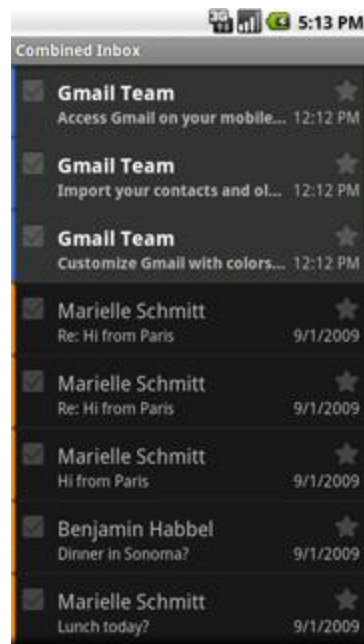 3G 5:13 PM
Combined Inbox
Gmail Team
Access Gmail on your mobile... 12:12 PM
Gmail Team
Import your contacts and ol... 12:12 PM
Gmail Team
Customize Gmail with colors... 12:12 PM
Marielle Schmitt
Re: Hi from Paris 9/1/2009
Marielle Schmitt
Re: Hi from Paris 9/1/2009
Marielle Schmitt
Hi from Paris 9/1/2009
Benjamin Habbel
Dinner in Sonoma? 9/1/2009
Marielle Schmitt
Lunch today? 9/1/2009